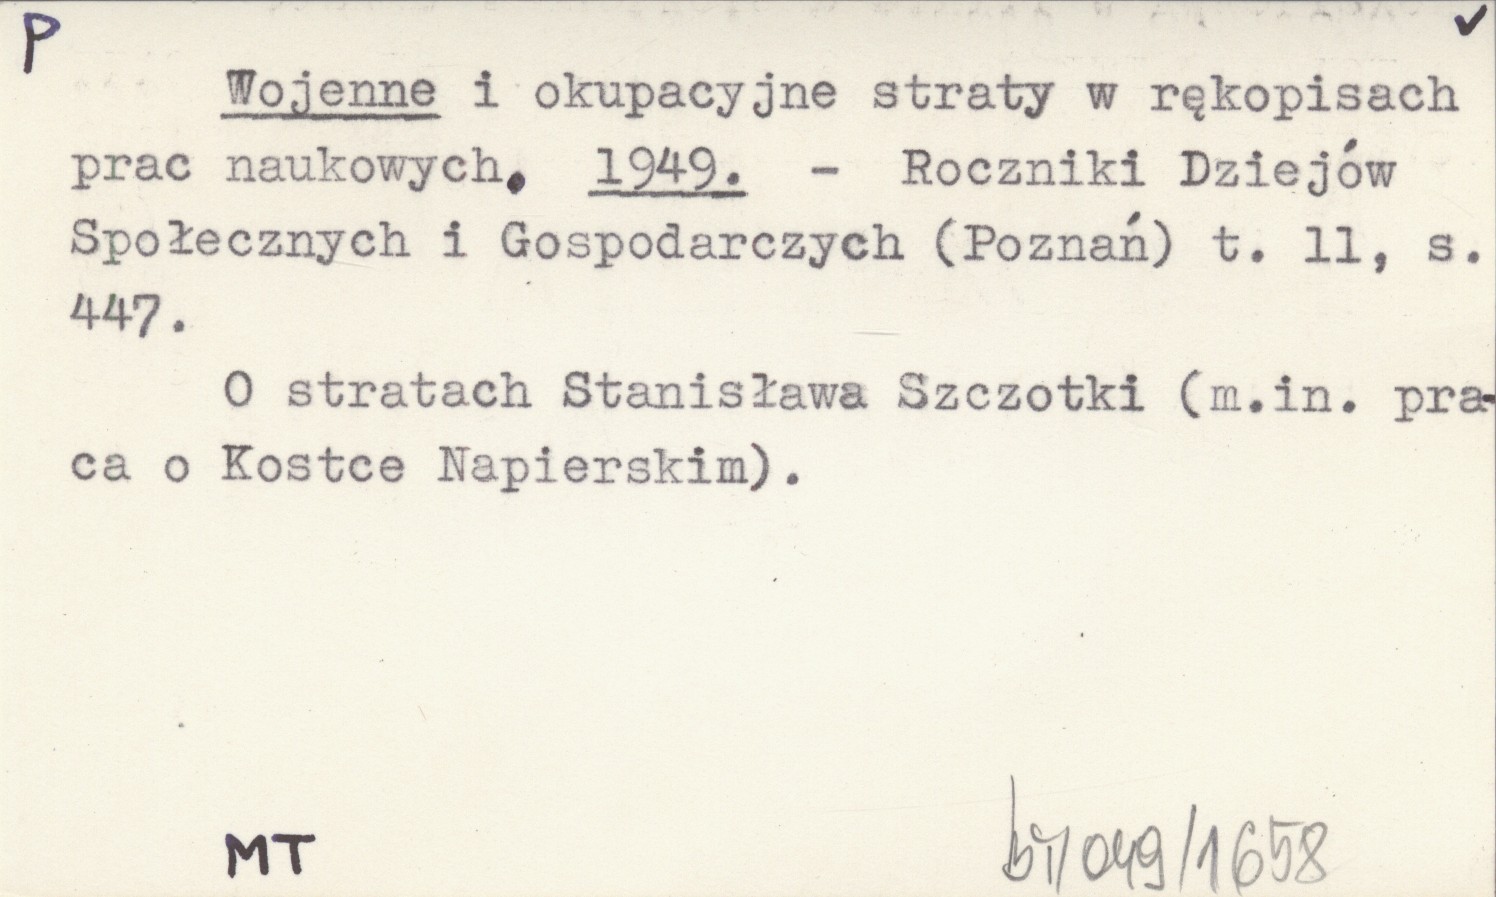 P ✓
Wojenne i okupacyjne straty w rękopisach
prac naukowych. 1949. - Roczniki Dziejów
Społecznych i Gospodarczych (Poznań) t. 11, s.
447.
O stratach Stanisława Szczotki (m.in. pra-
ca o Kostce Napierskim).
MT
049/1658